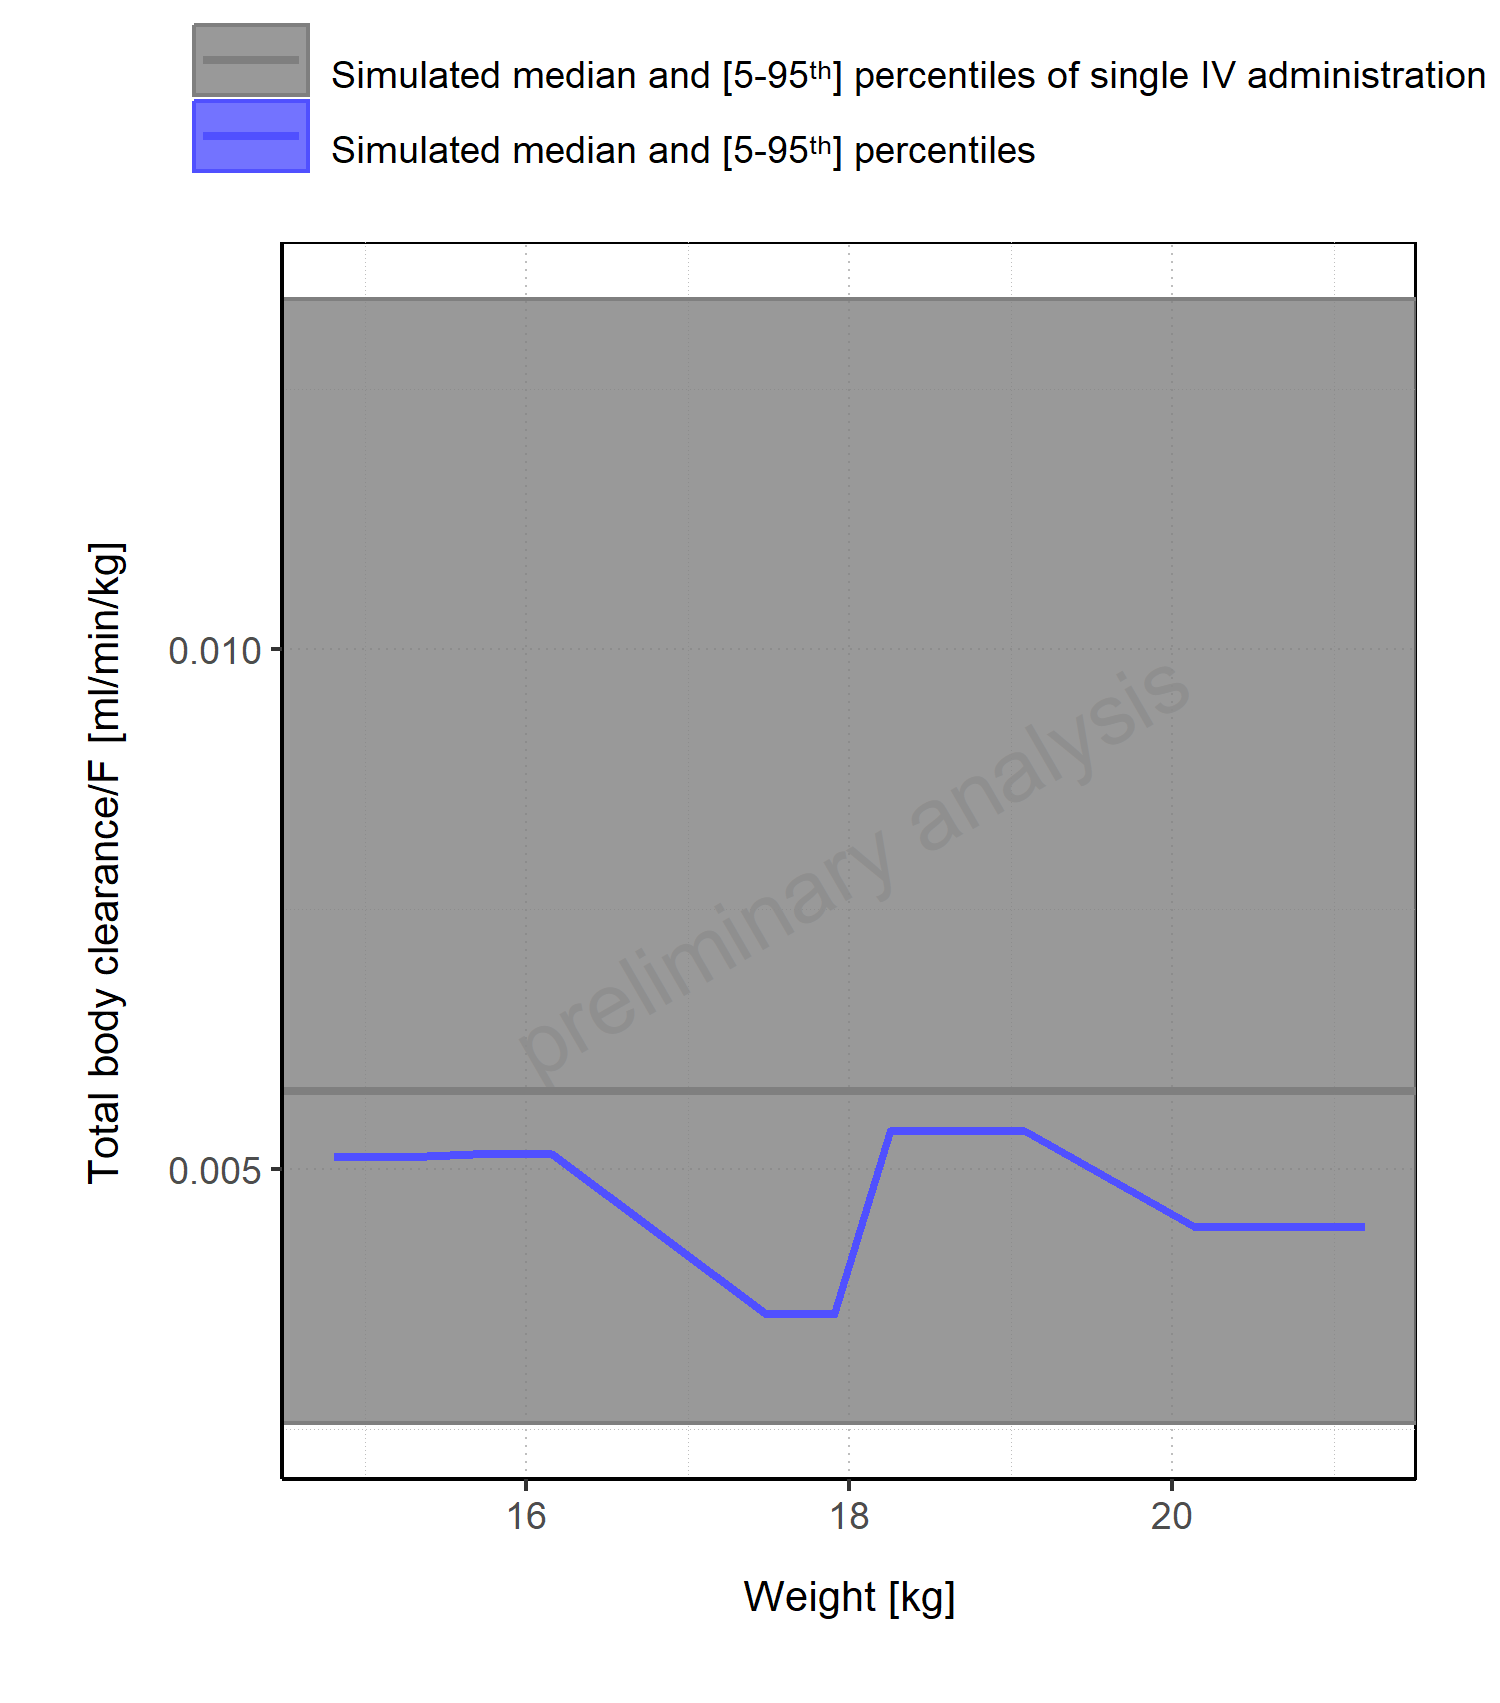 Simulated median and [5-95th] percentiles of single IV administration
Simulated median and [5-95th] percentiles
Total body clearance/F [ml/min/kg]
0.010
0.005
preliminary analysis
16 18 20
Weight [kg]